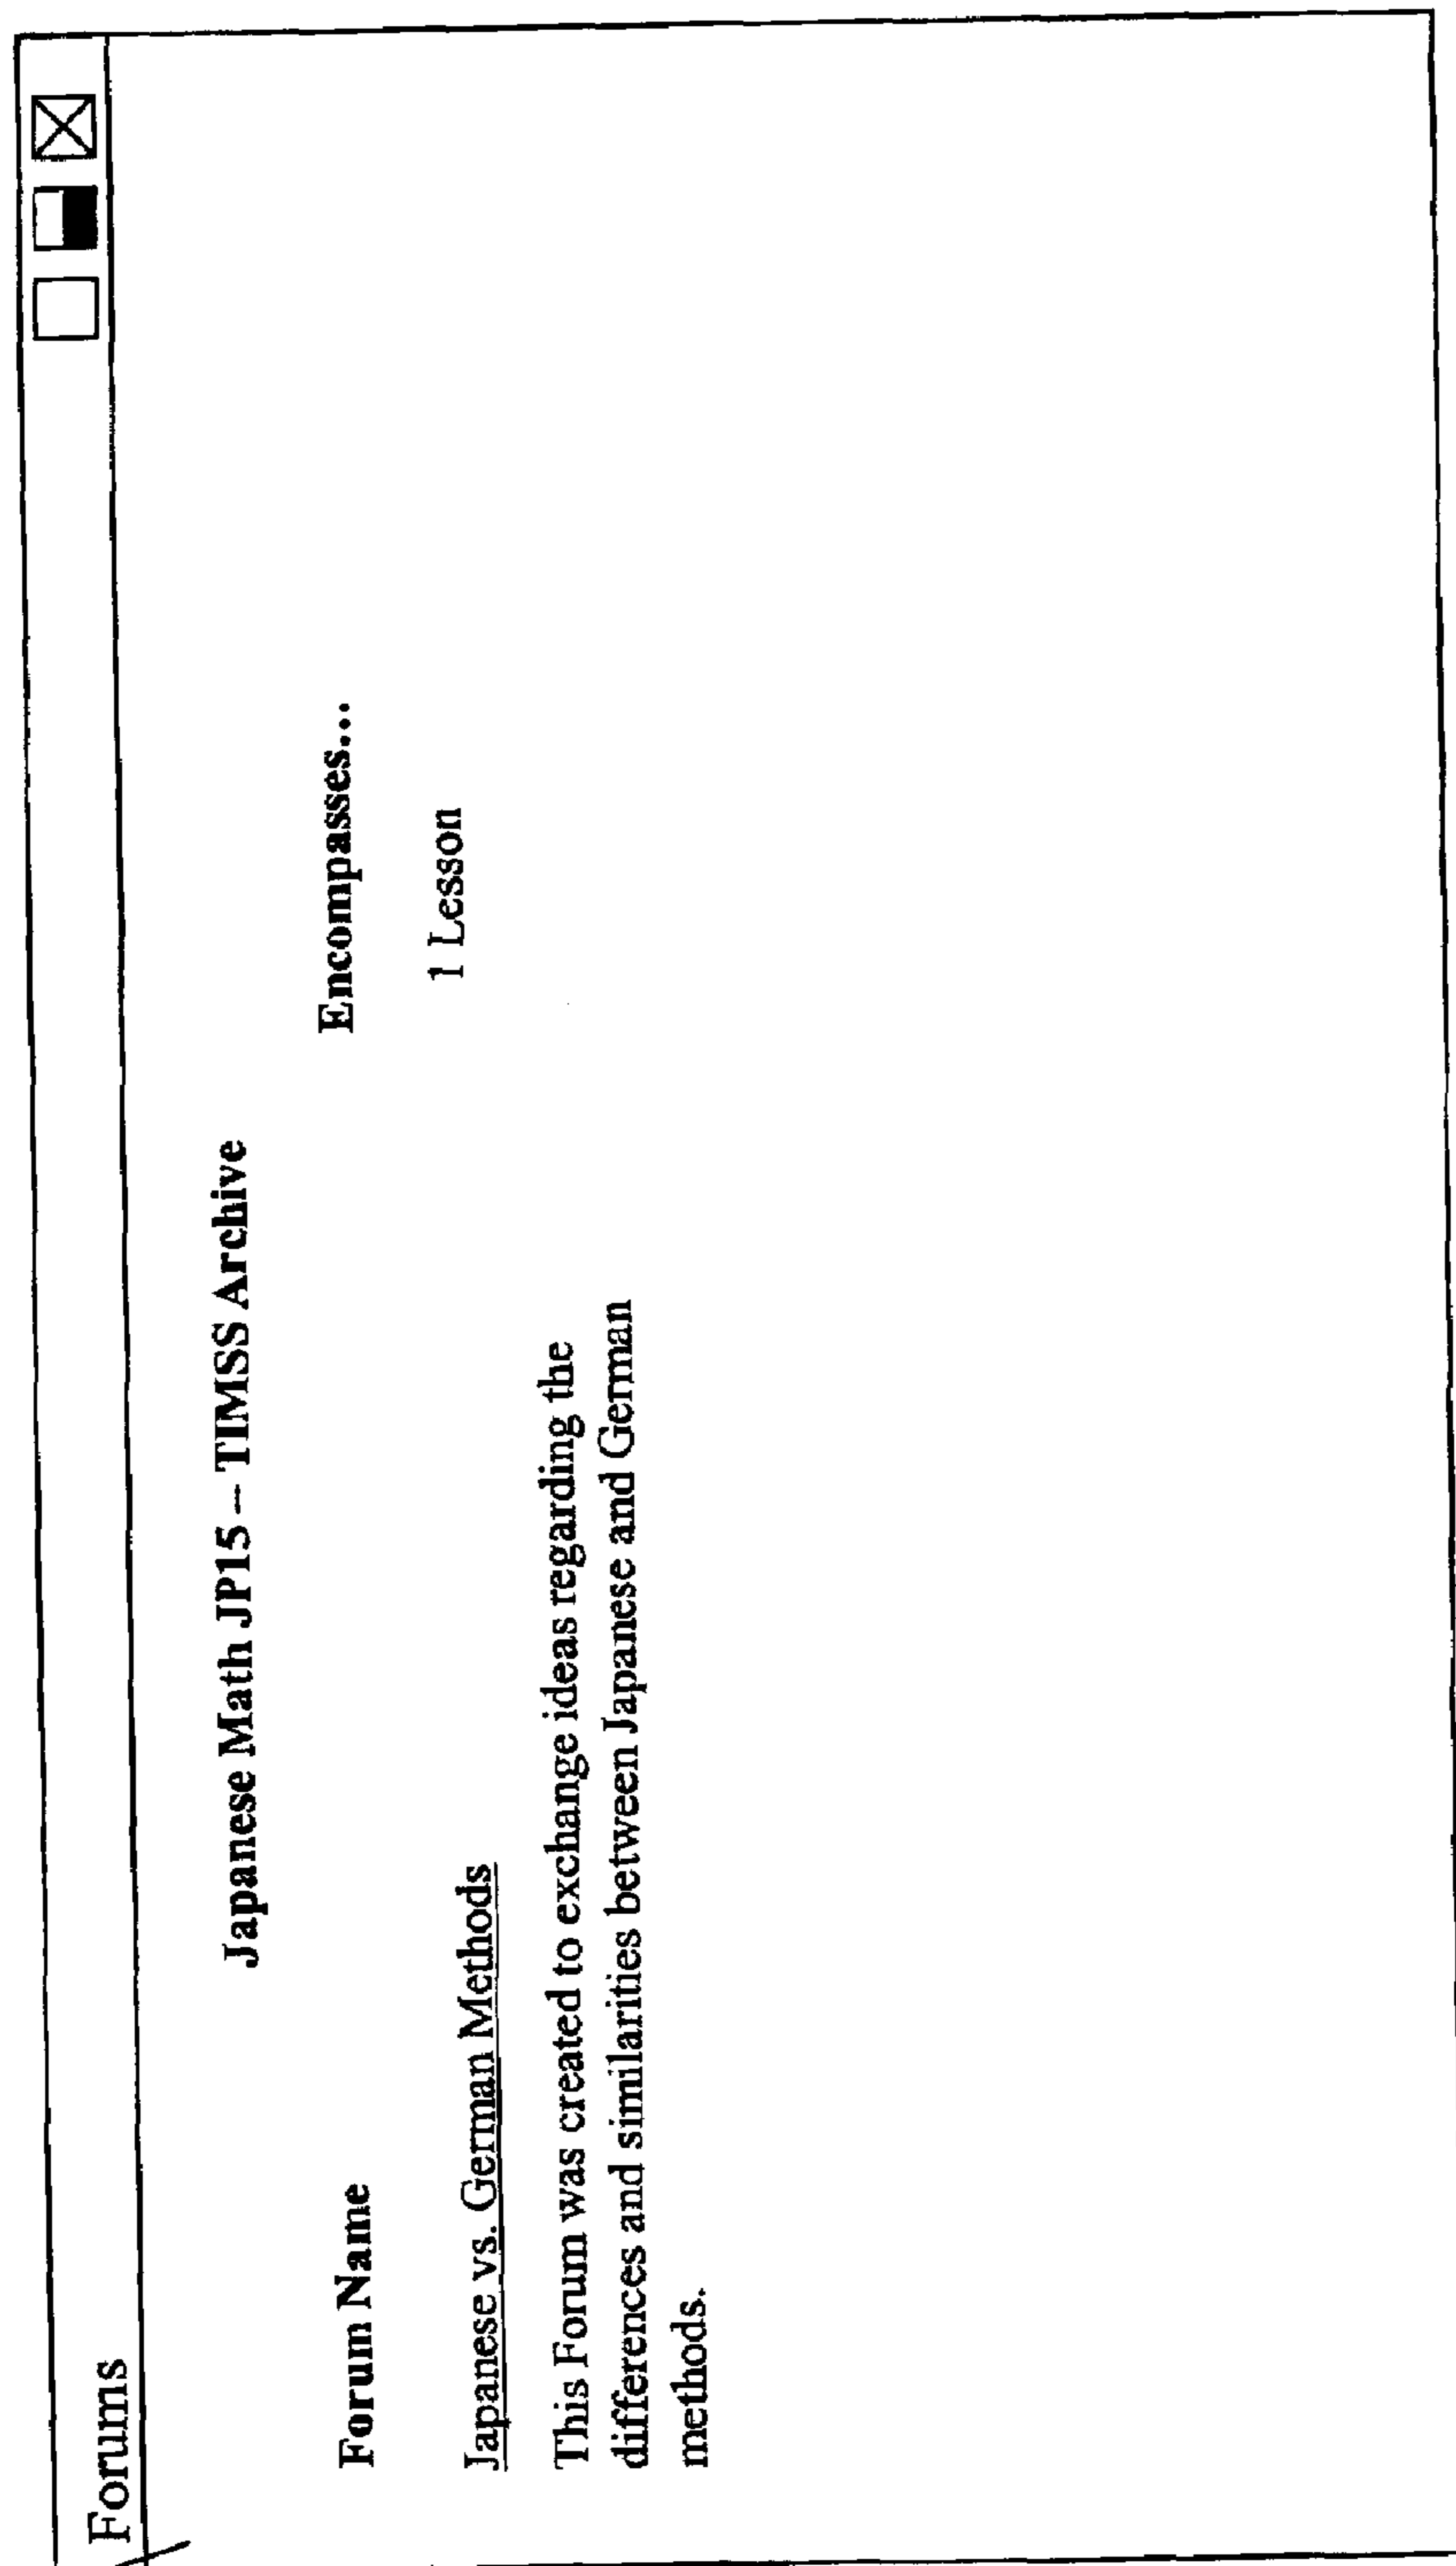 Forums
Japanese Math JP15 – TIMSS Archive
Forum Name
Encompasses...
Japanese vs. German Methods
1 Lesson
This Forum was created to exchange ideas regarding the
differences and similarities between Japanese and German
methods.